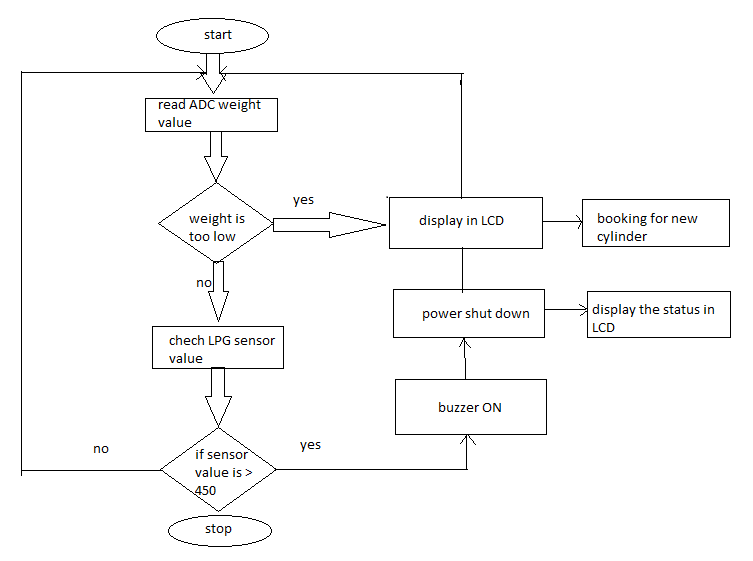 start
read ADC weight
value
weight is
too low
yes
display in LCD
booking for new
cylinder
no
power shut down
display the status in
LCD
chech LPG sensor
value
buzzer ON
no
if sensor
value is >
450
yes
stop